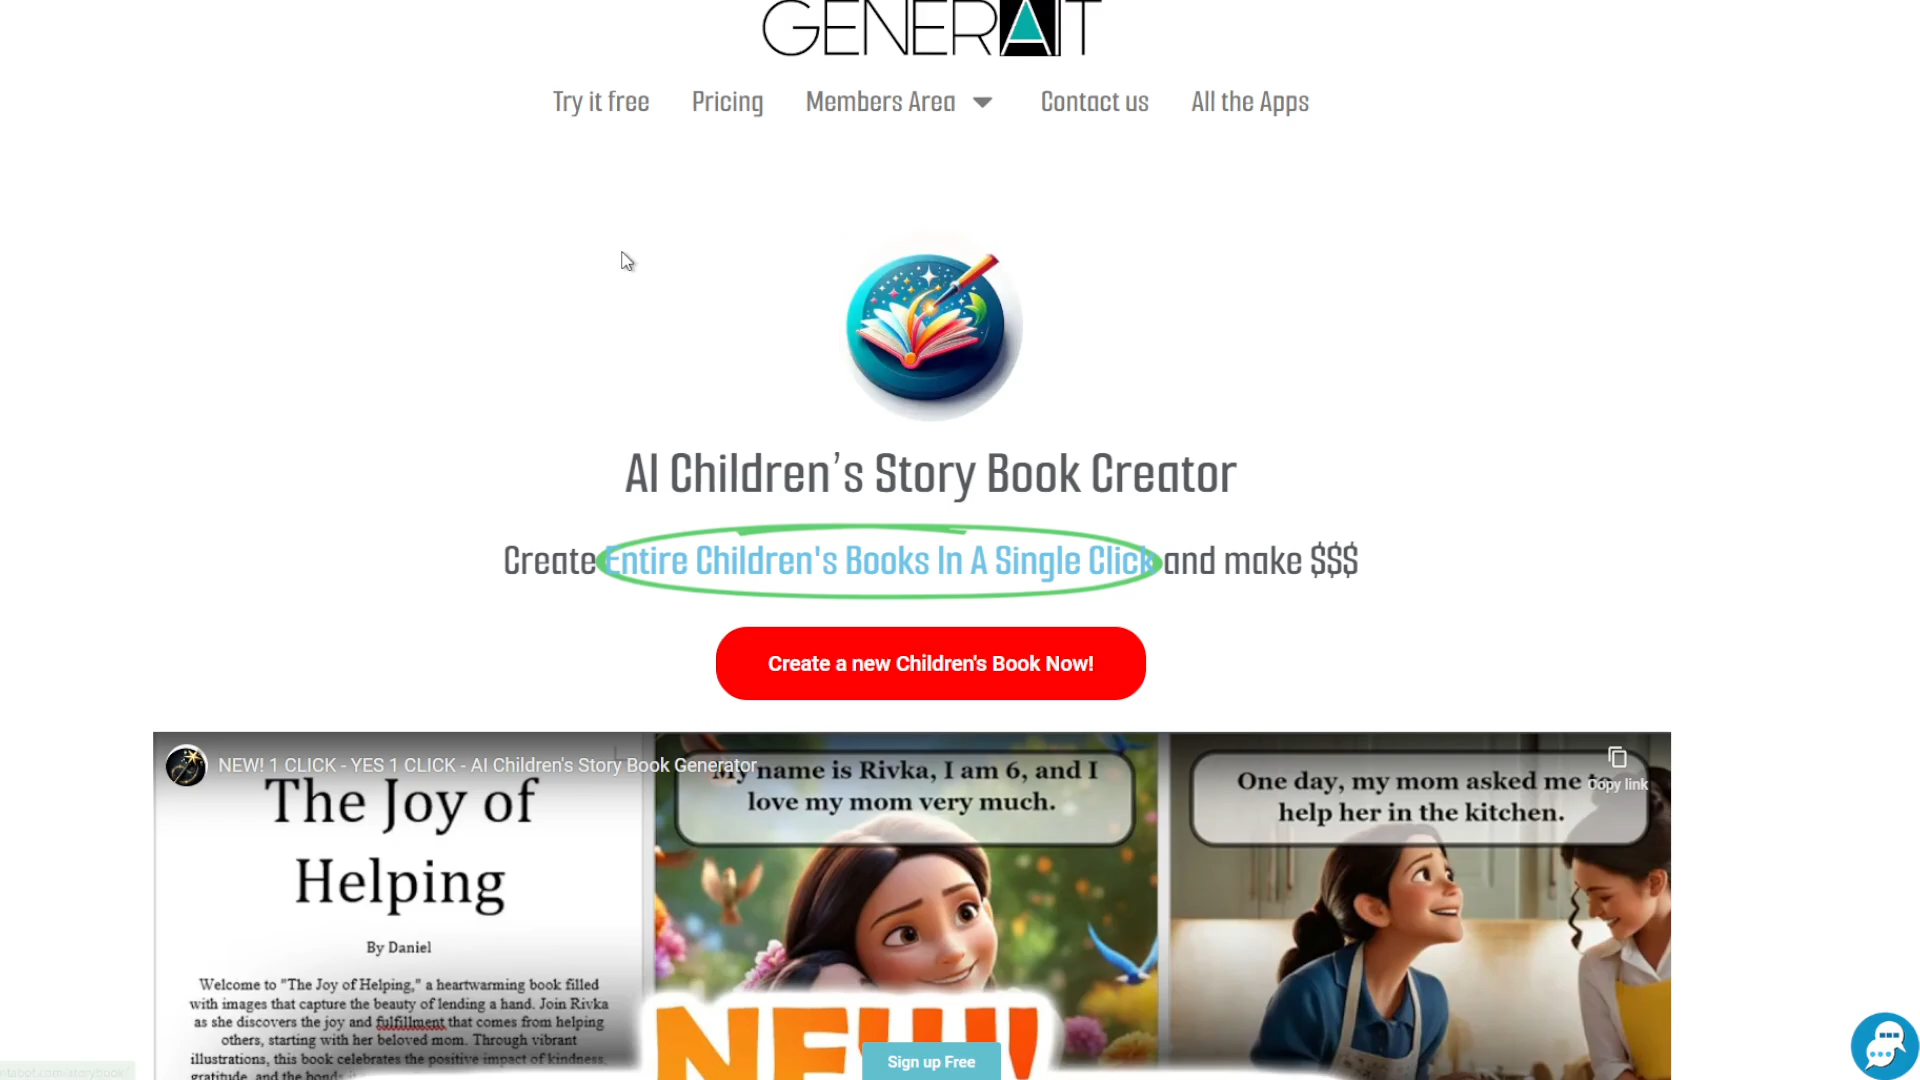 GENERAIT
Try it free Pricing Members Area Contact us All the Apps
AI Children's Story Book Creator
Create Entire Children's Books In A Single Click and make $$$
Create a new Children's Book Now!
NEW! 1 CLICK - YES 1 CLICK - AI Children's Story Book Generator
Copy link
The Joy of
Helping
By Daniel
Welcome to "The Joy of Helping," a heartwarming book filled
with images that capture the beauty of lending a hand. Join Rivka
as she discovers the joy and fulfillment that comes from helping
others, starting with her beloved mom. Through vibrant
illustrations, this book celebrates the positive impact of kindness,
gratitude, and the
My name is Rivka, I am 6, and I
love my mom very much.
One day, my mom asked me to
help her in the kitchen.
NEW!
Sign up Free